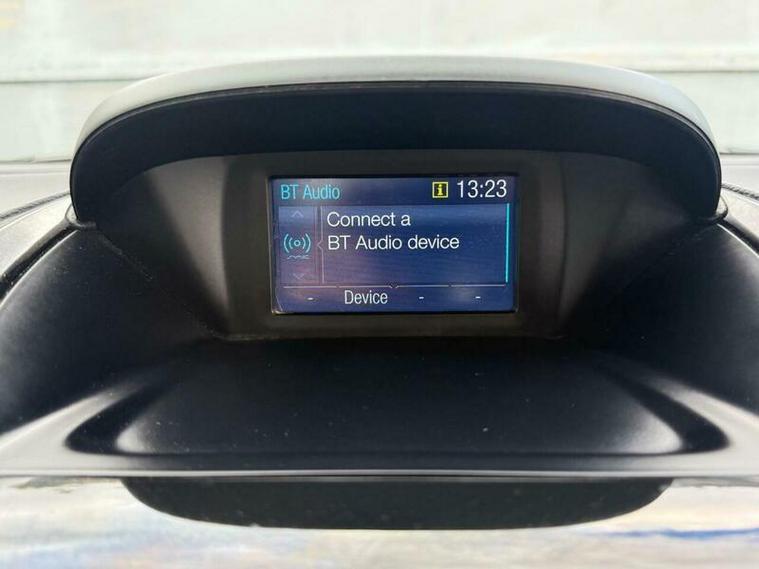 BT Audio
i 13:23
Connect a
BT Audio device
- Device - -